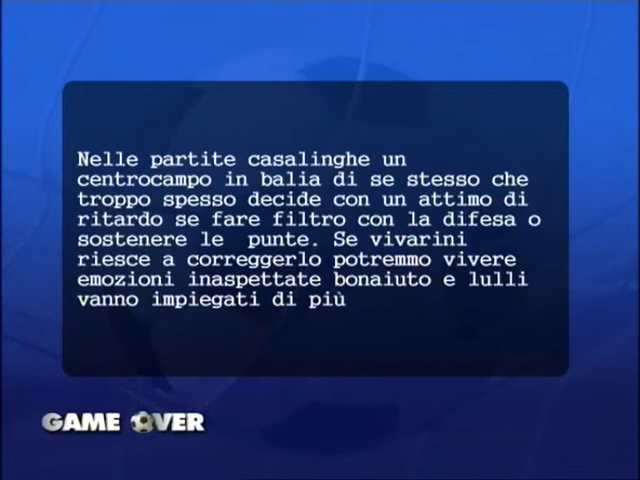 Nelle partite casalinghe un
centrocampo in balia di se stesso che
troppo spesso decide con un attimo di
ritardo se fare filtro con la difesa o
sostenere le  punte. Se vivarini
riesce a correggerlo potremmo vivere
emozioni inaspettate bonaiuto e lulli
vanno impiegati di più
GAME OVER